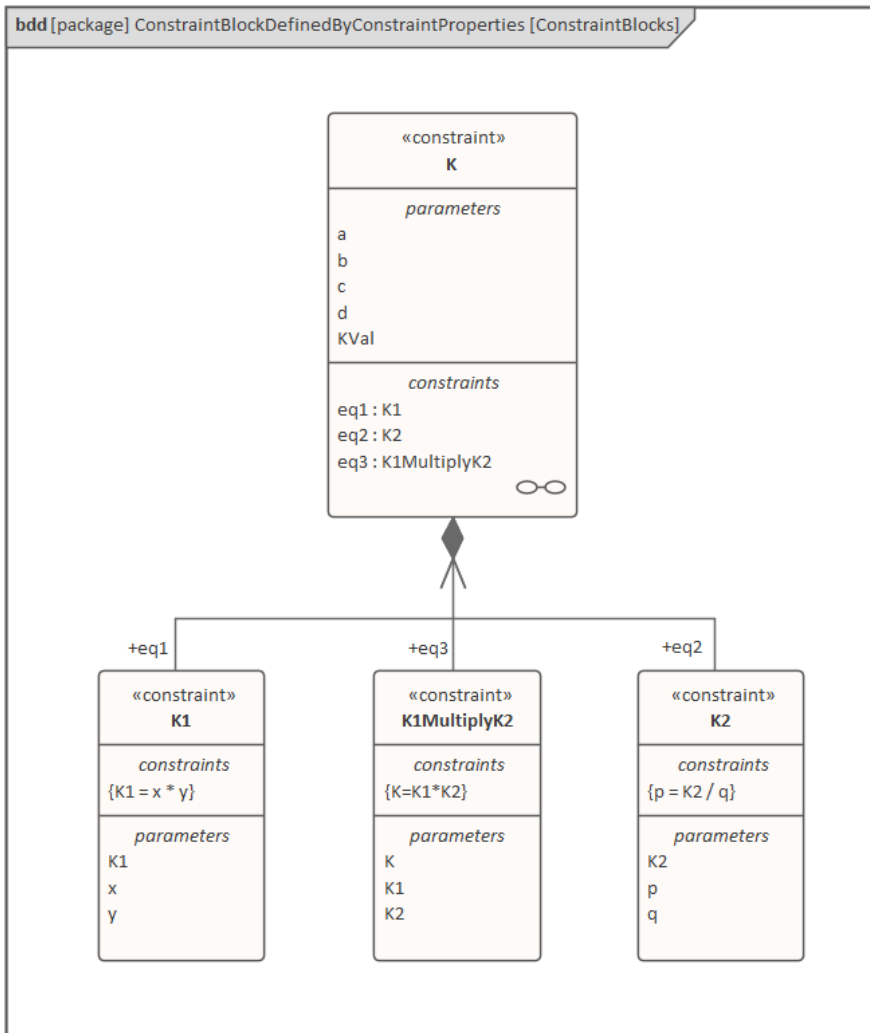 bdd [package] ConstraintBlockDefinedByConstraintProperties [ConstraintBlocks]
«constraint»
K
parameters
a
b
c
d
KVal
constraints
eq1 : K1
eq2 : K2
eq3 : K1MultiplyK2
+eq1
+eq3
+eq2
«constraint»
K1
constraints
{K1 = x * y}
parameters
K1
x
y
«constraint»
K1MultiplyK2
constraints
{K=K1*K2}
parameters
K
K1
K2
«constraint»
K2
constraints
{p = K2 / q}
parameters
K2
p
q